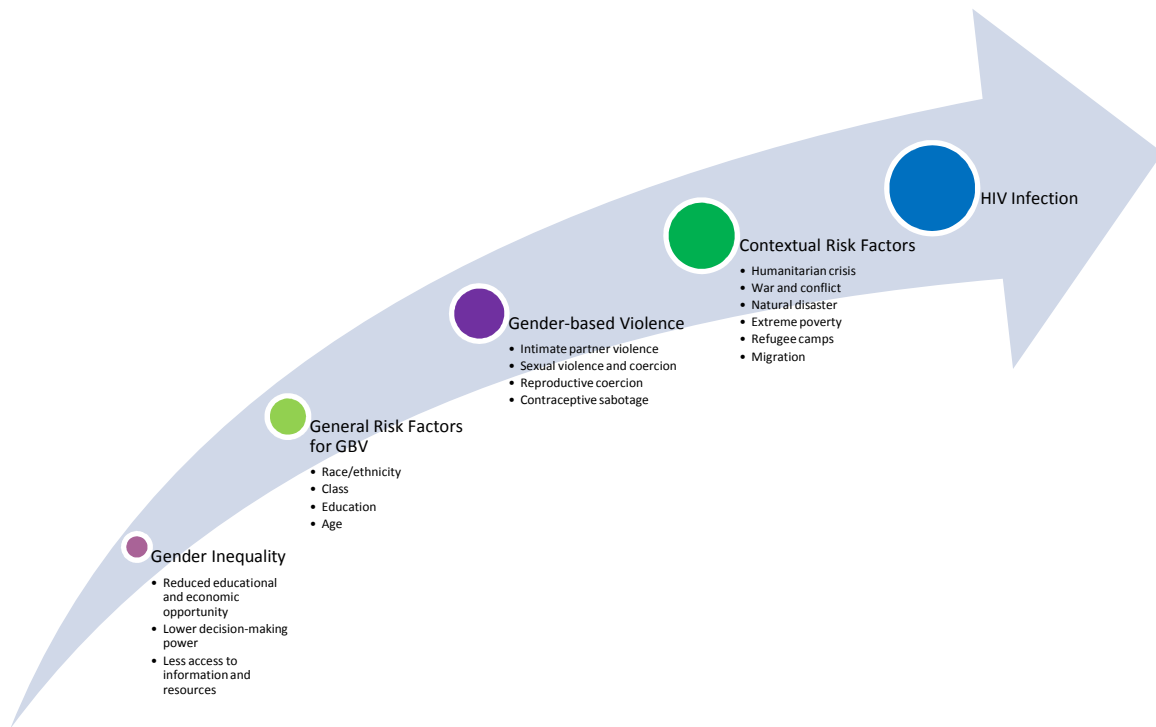 Gender Inequality
• Reduced educational
and economic
opportunity
• Lower decision-making
power
• Less access to
information and
resources
General Risk Factors
for GBV
• Race/ethnicity
• Class
• Education
• Age
Gender-based Violence
• Intimate partner violence
• Sexual violence and coercion
• Reproductive coercion
• Contraceptive sabotage
Contextual Risk Factors
• Humanitarian crisis
• War and conflict
• Natural disaster
• Extreme poverty
• Refugee camps
• Migration
HIV Infection